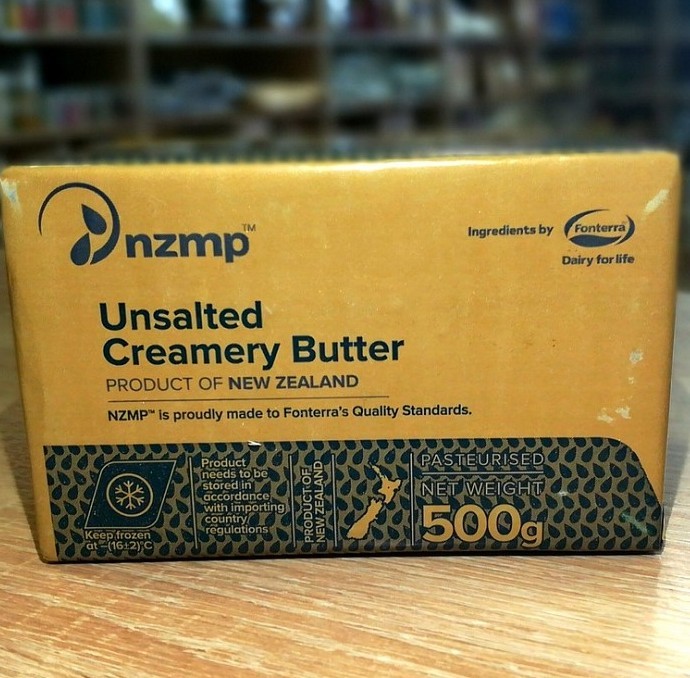 nzmp™
Ingredients by Fonterra
Dairy for life
Unsalted
Creamery Butter
PRODUCT OF NEW ZEALAND
NZMP™ is proudly made to Fonterra's Quality Standards.
Keep frozen
at –(16±2)°C
Product
needs to be
stored in
accordance
with importing
country
regulations
PRODUCT OF
NEW ZEALAND
PASTEURISED
NET WEIGHT
500g